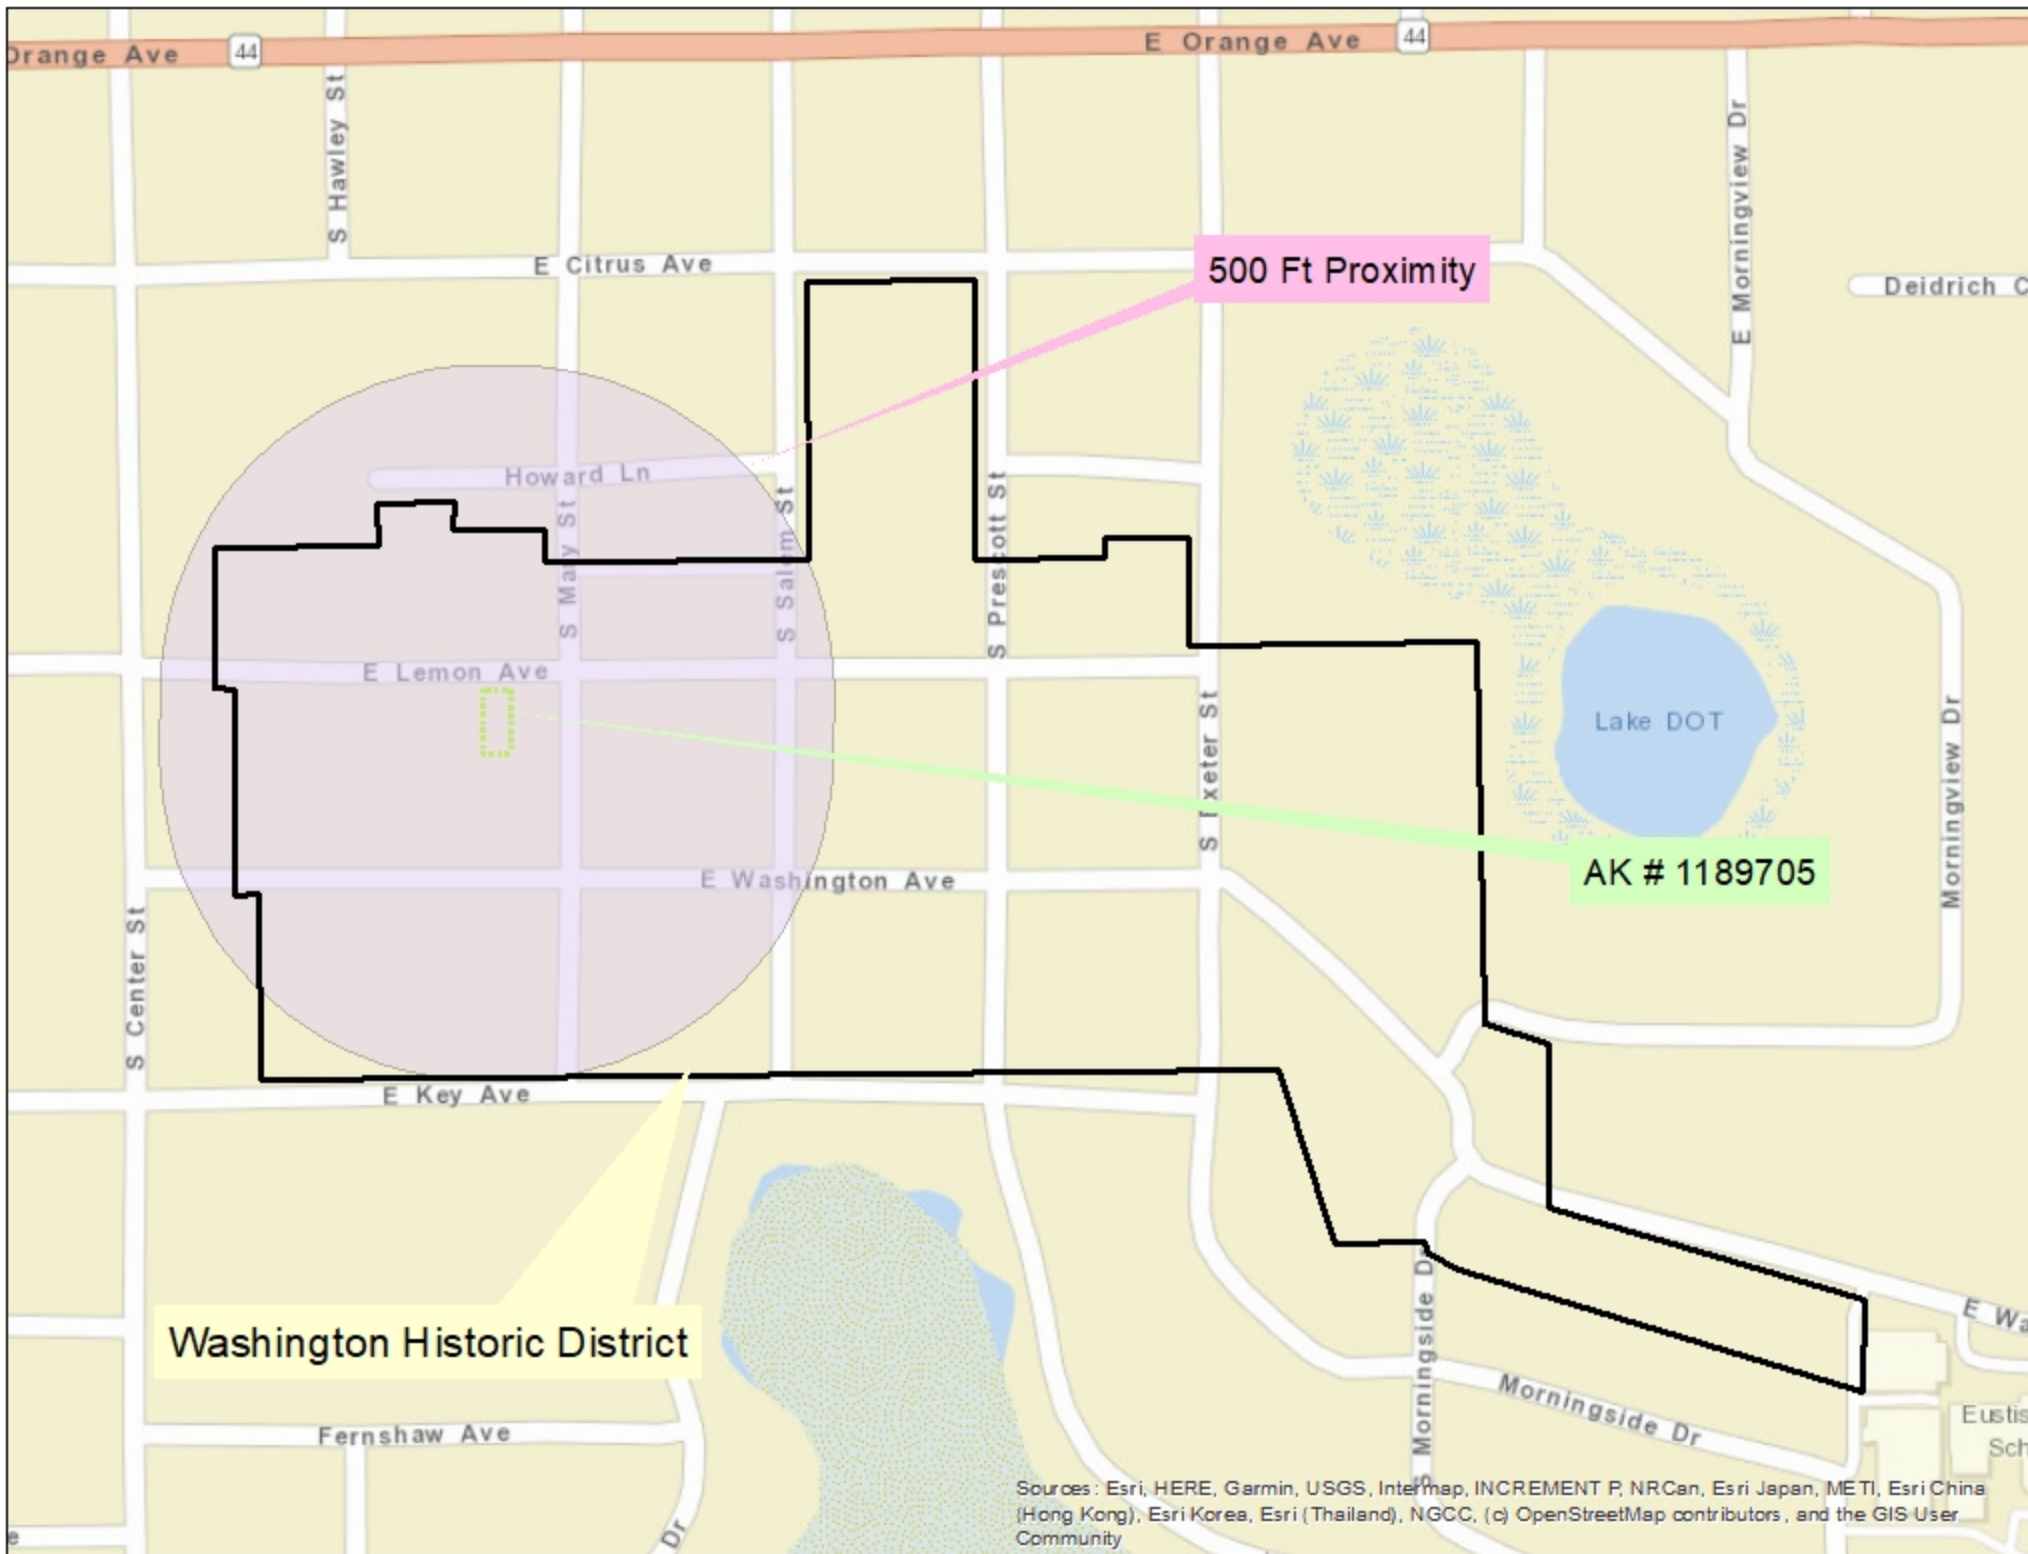 Orange Ave
44
E Orange Ave
44
S Hawley St
E Morningview Dr
E Citrus Ave
500 Ft Proximity
Deidrich C
Howard Ln
S Mary St
S Salem St
S Prescott St
E Lemon Ave
S Exeter St
Lake DOT
Morningview Dr
AK # 1189705
E Washington Ave
S Center St
E Key Ave
Washington Historic District
S Morningside Dr
Morningside Dr
E Wa
Eustis
Sch
Fernshaw Ave
Dr
e
Sources: Esri, HERE, Garmin, USGS, Intermap, INCREMENT P, NRCan, Esri Japan, METI, Esri China
(Hong Kong), Esri Korea, Esri (Thailand), NGCC, (c) OpenStreetMap contributors, and the GIS User
Community